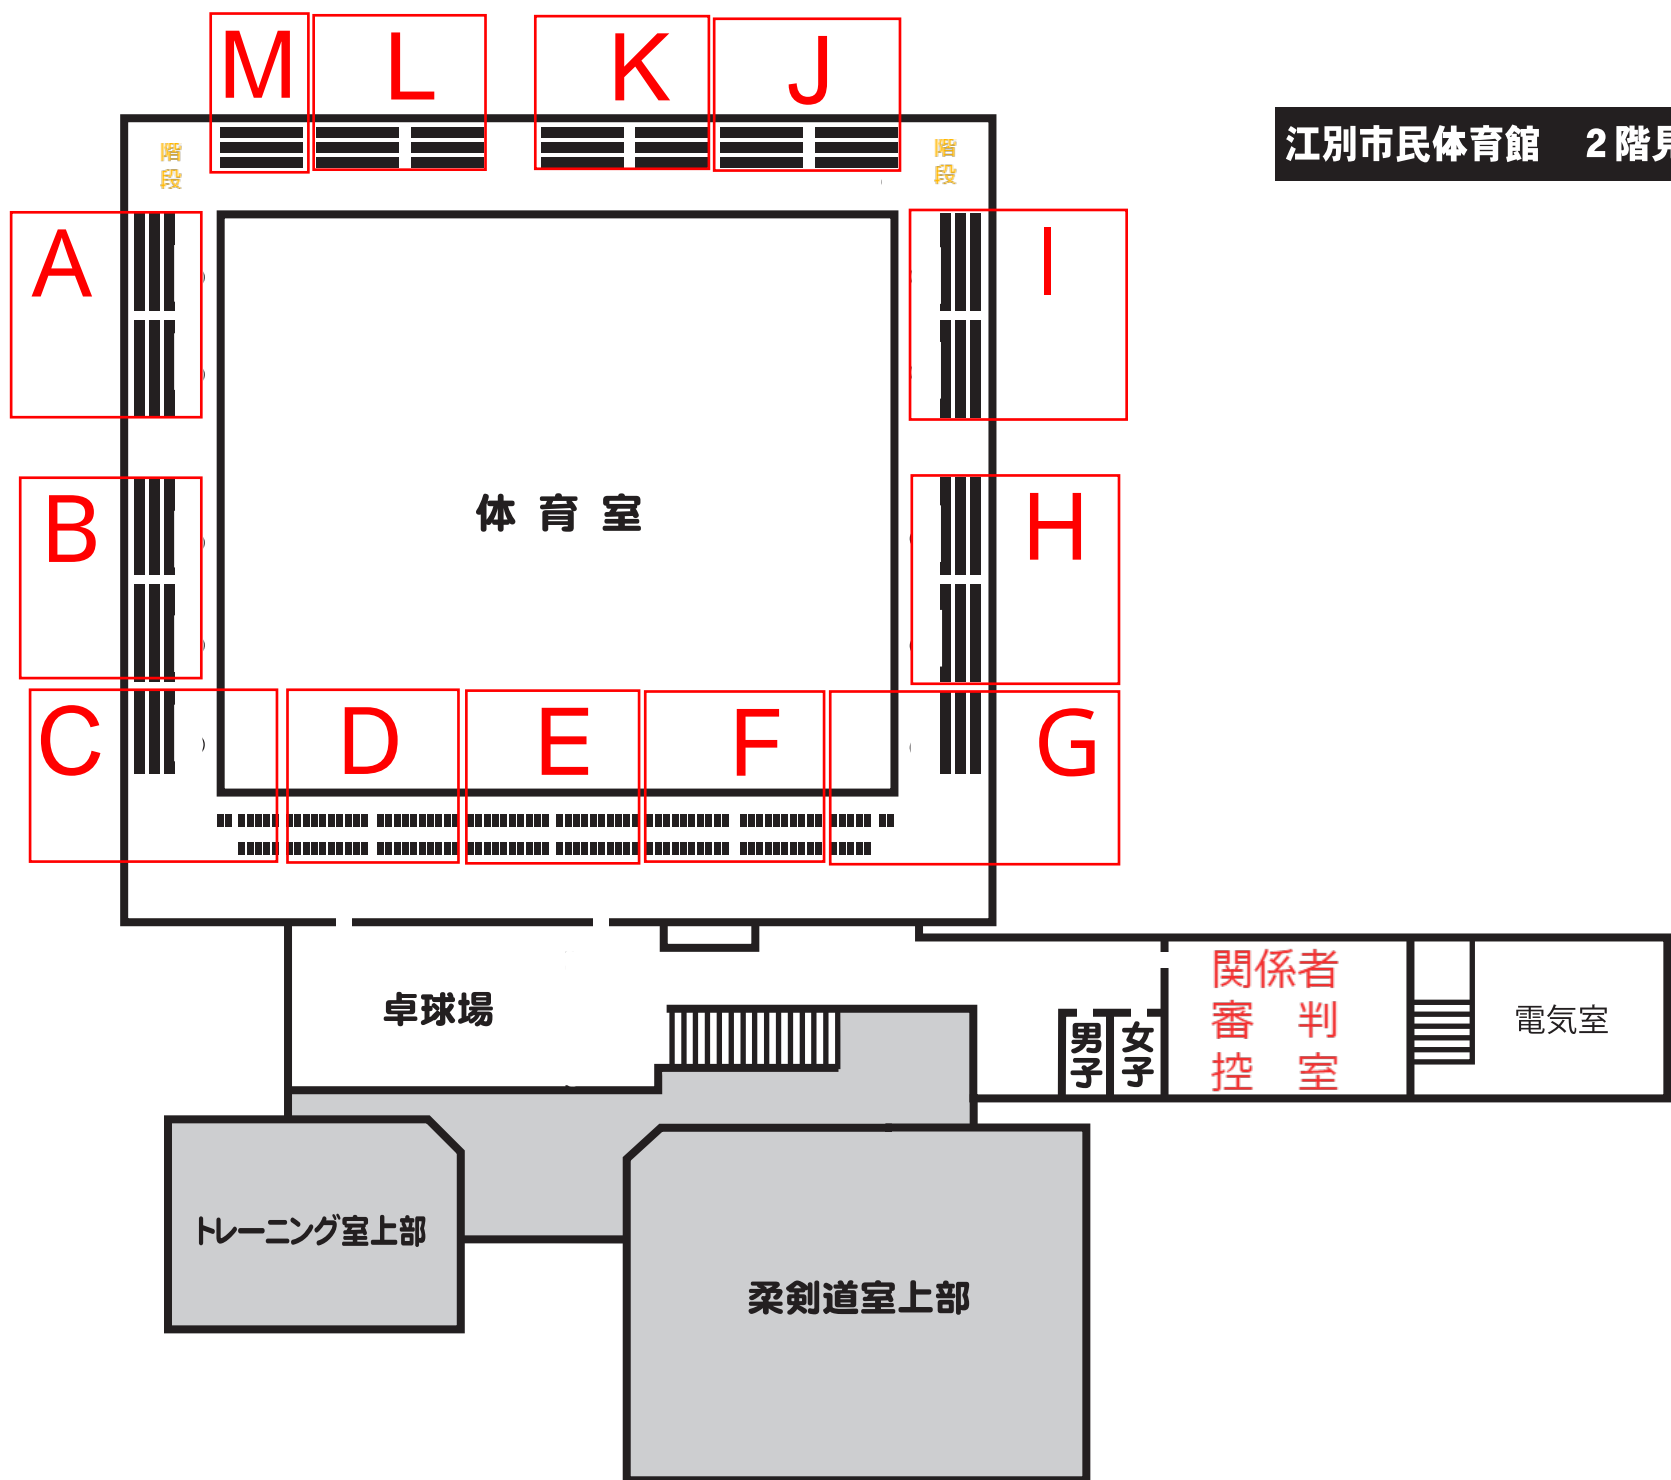 M L K J
江別市民体育館　２階見
階段
階段
A
I
B
体育室
H
C D E F G
関係者
審　判
控　室
卓球場
男子
女子
電気室
トレーニング室上部
柔剣道室上部